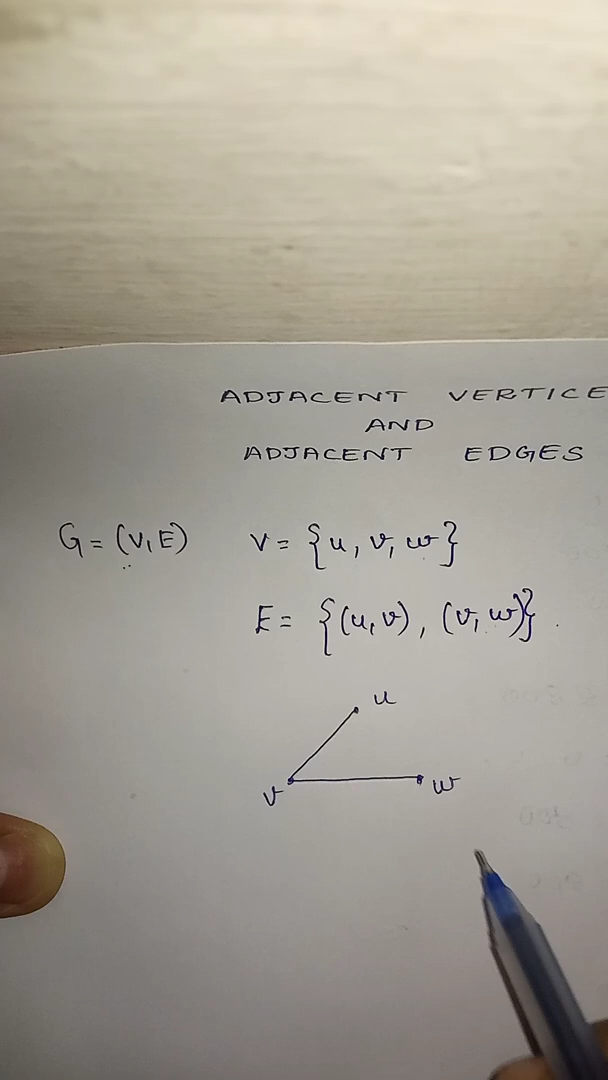 ADJACENT VERTICE
AND
ADJACENT EDGES
G = (V, E) V = {u, v, w}
E = {(u, v), (v, w)}.
u
v w